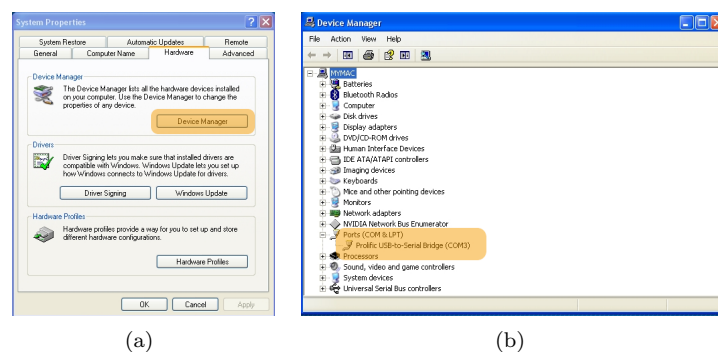 System Properties
System Restore Automatic Updates Remote
General Computer Name Hardware Advanced
Device Manager
The Device Manager lists all the hardware devices installed
on your computer. Use the Device Manager to change the
properties of any device.
Device Manager
Drivers
Driver Signing lets you make sure that installed drivers are
compatible with Windows. Windows Update lets you set up
how Windows connects to Windows Update for drivers.
Driver Signing Windows Update
Hardware Profiles
Hardware profiles provide a way for you to set up and store
different hardware configurations.
Hardware Profiles
OK Cancel Apply
(a)
Device Manager
File Action View Help
MYMAC
Batteries
Bluetooth Radios
Computer
Disk drives
Display adapters
DVD/CD-ROM drives
Human Interface Devices
IDE ATA/ATAPI controllers
Imaging devices
Keyboards
Mice and other pointing devices
Monitors
Network adapters
NVIDIA Network Bus Enumerator
Ports (COM & LPT)
Prolific USB-to-Serial Bridge (COM3)
Processors
Sound, video and game controllers
System devices
Universal Serial Bus controllers
(b)